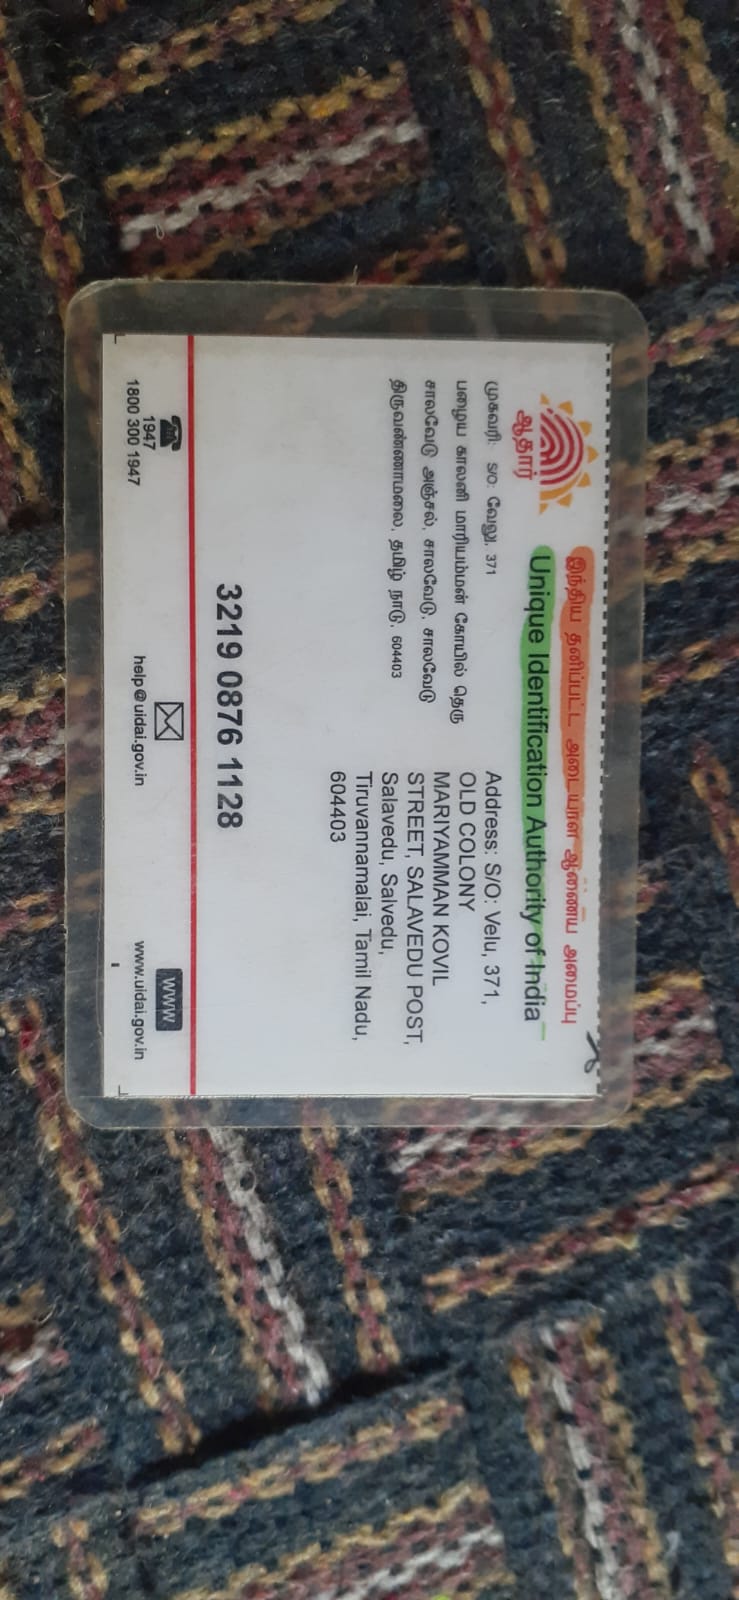 இந்திய தனிப்பட்ட அடையாள ஆணைய அமைப்பு
Unique Identification Authority of India
ஆதார்
முகவரி: S/O: வேலு, 371
பழைய காலனி மாரியம்மன் கோயில் தெரு
சாலவேடு அஞ்சல், சாலவேடு, சாலவேடு
திருவண்ணாமலை, தமிழ் நாடு, 604403
Address: S/O: Velu, 371,
OLD COLONY
MARIYAMMAN KOVIL
STREET, SALAVEDU POST,
Salavedu, Salvedu,
Tiruvannamalai, Tamil Nadu,
604403
3219 0876 1128
1947
1800 300 1947
help@uidai.gov.in
www
www.uidai.gov.in